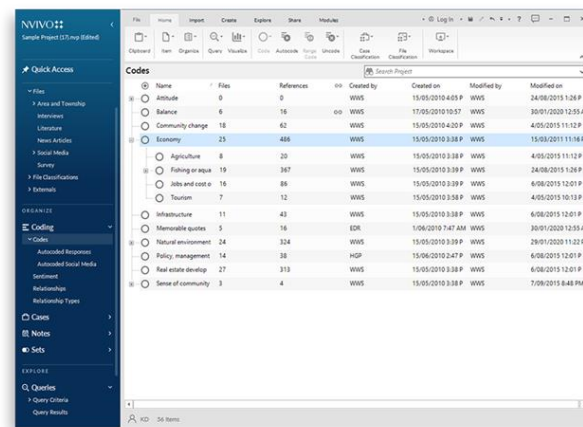 NVIVO
Sample Project (17).nvp (Edited)
File Home Import Create Explore Share Modules Log In
Clipboard Item Organize Query Visualize Code Autocode Range Code Uncode Case Classification File Classification Workspace
Quick Access
Files
Area and Township
Interviews
Literature
News Articles
Social Media
Survey
File Classifications
Externals
ORGANIZE
Coding
Codes
Autocoded Responses
Autocoded Social Media
Sentiment
Relationships
Relationship Types
Cases
Notes
Sets
EXPLORE
Queries
Query Criteria
Query Results
Codes Search Project
Name Files References Created by Created on Modified by Modified on
Attitude 0 0 WWS 15/05/2010 4:05 P WWS 24/08/2015 1:26 P
Balance 6 16 WWS 17/05/2010 10:57 WWS 30/01/2020 12:55
Community change 18 62 WWS 15/05/2010 4:20 P WWS 4/05/2015 11:12 P
Economy 25 486 WWS 15/05/2010 3:38 P WWS 15/03/2011 11:16
Agriculture 8 20 WWS 15/05/2010 3:38 P WWS 4/05/2015 11:12 P
Fishing or aqua 19 367 WWS 15/05/2010 3:39 P WWS 24/08/2015 1:26 P
Jobs and cost o 16 86 WWS 15/05/2010 3:39 P WWS 6/08/2015 12:01 P
Tourism 7 12 WWS 15/05/2010 3:58 P WWS 4/05/2015 10:13 P
Infrastructure 11 43 WWS 15/05/2010 3:38 P WWS 6/08/2015 12:01 P
Memorable quotes 5 16 EDR 1/06/2010 7:47 AM WWS 30/01/2020 12:55
Natural environment 24 324 WWS 15/05/2010 3:39 P WWS 29/01/2020 11:22
Policy, management 14 38 HGP 15/06/2010 2:47 P WWS 6/08/2015 12:01 P
Real estate develop 27 313 WWS 15/05/2010 3:38 P WWS 6/08/2015 12:01 P
Sense of community 3 4 WWS 15/05/2010 3:38 P WWS 7/09/2015 8:48 PM
KD 36 Items